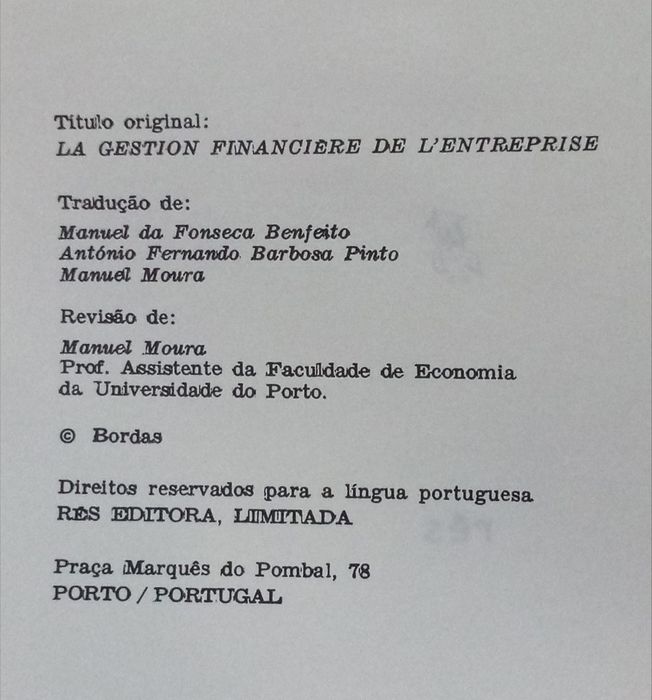 Título original:
LA GESTION FINANCIÈRE DE L'ENTREPRISE
Tradução de:
Manuel da Fonseca Benfeito
António Fernando Barbosa Pinto
Manuel Moura
Revisão de:
Manuel Moura
Prof. Assistente da Faculdade de Economia
da Universidade do Porto.
© Bordas
Direitos reservados para a língua portuguesa
RÉS EDITORA, LIMITADA
Praça Marquês do Pombal, 78
PORTO / PORTUGAL